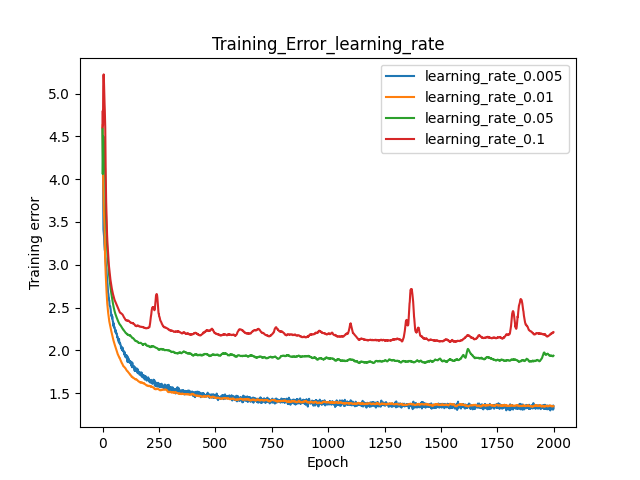 Training_Error_learning_rate
learning_rate_0.005
learning_rate_0.01
learning_rate_0.05
learning_rate_0.1
Training error
5.0
4.5
4.0
3.5
3.0
2.5
2.0
1.5
0 250 500 750 1000 1250 1500 1750 2000
Epoch